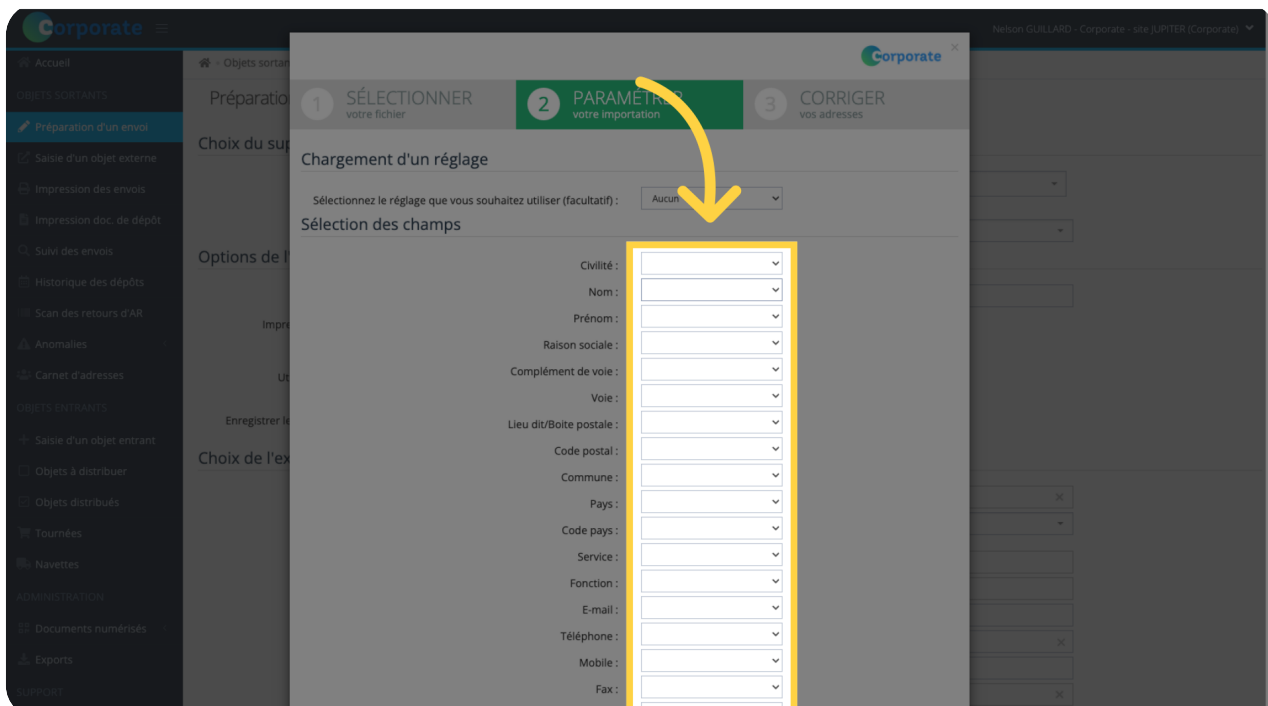 Corporate
Nelson GUILLARD - Corporate - site JUPITER (Corporate)
Accueil
OBJETS SORTANTS
Préparation d'un envoi
Saisie d'un objet externe
Impression des envois
Impression doc. de dépôt
Suivi des envois
Historique des dépôts
Scan des retours d'AR
Anomalies
Carnet d'adresses
OBJETS ENTRANTS
Saisie d'un objet entrant
Objets à distribuer
Objets distribués
Tournées
Navettes
ADMINISTRATION
Documents numérisés
Exports
SUPPORT
Objets sortan
Préparatio
Choix du sup
Options de l'
Impre
Ut
Enregistrer le
Choix de l'ex
Corporate
×
1 SÉLECTIONNER
votre fichier
2 PARAMÉTRER
votre importation
3 CORRIGER
vos adresses
Chargement d'un réglage
Sélectionnez le réglage que vous souhaitez utiliser (facultatif) : Aucun
Sélection des champs
Civilité :
Nom :
Prénom :
Raison sociale :
Complément de voie :
Voie :
Lieu dit/Boite postale :
Code postal :
Commune :
Pays :
Code pays :
Service :
Fonction :
E-mail :
Téléphone :
Mobile :
Fax :